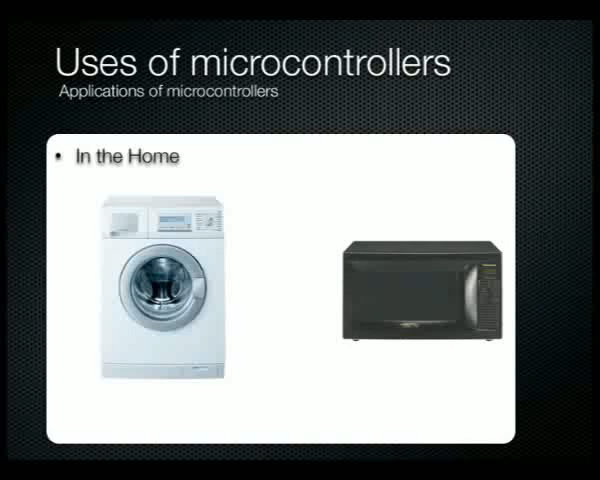 Uses of microcontrollers
Applications of microcontrollers
• In the Home